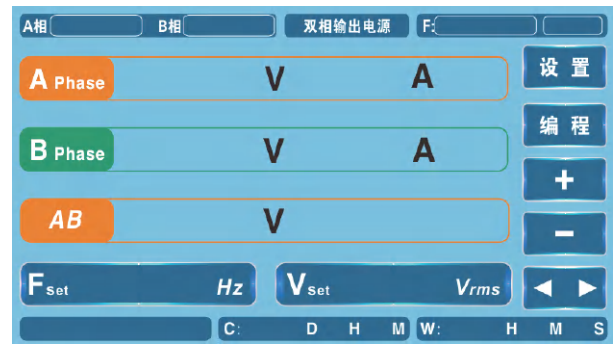 A相 B相 双相输出电源 F:
A Phase V A 设置
B Phase V A 编程
+
AB V −
Fset Hz Vset Vrms ◀ ▶
C: D H M W: H M S